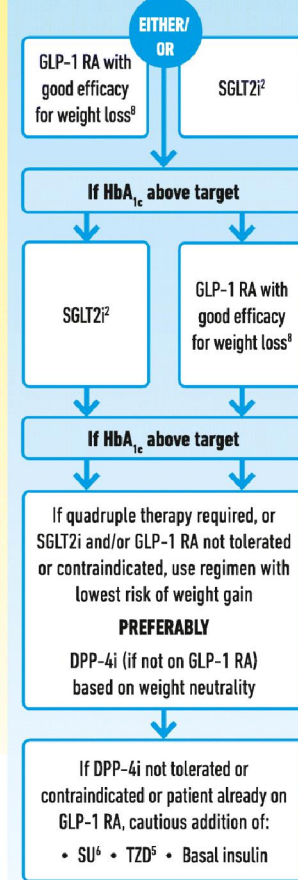 EITHER/
OR
GLP-1 RA with
good efficacy
for weight loss⁸
SGLT2i²
If HbA₁c above target
SGLT2i²
GLP-1 RA with
good efficacy
for weight loss⁸
If HbA₁c above target
If quadruple therapy required, or
SGLT2i and/or GLP-1 RA not tolerated
or contraindicated, use regimen with
lowest risk of weight gain
PREFERABLY
DPP-4i (if not on GLP-1 RA)
based on weight neutrality
If DPP-4i not tolerated or
contraindicated or patient already on
GLP-1 RA, cautious addition of:
• SU⁶ • TZD⁵ • Basal insulin